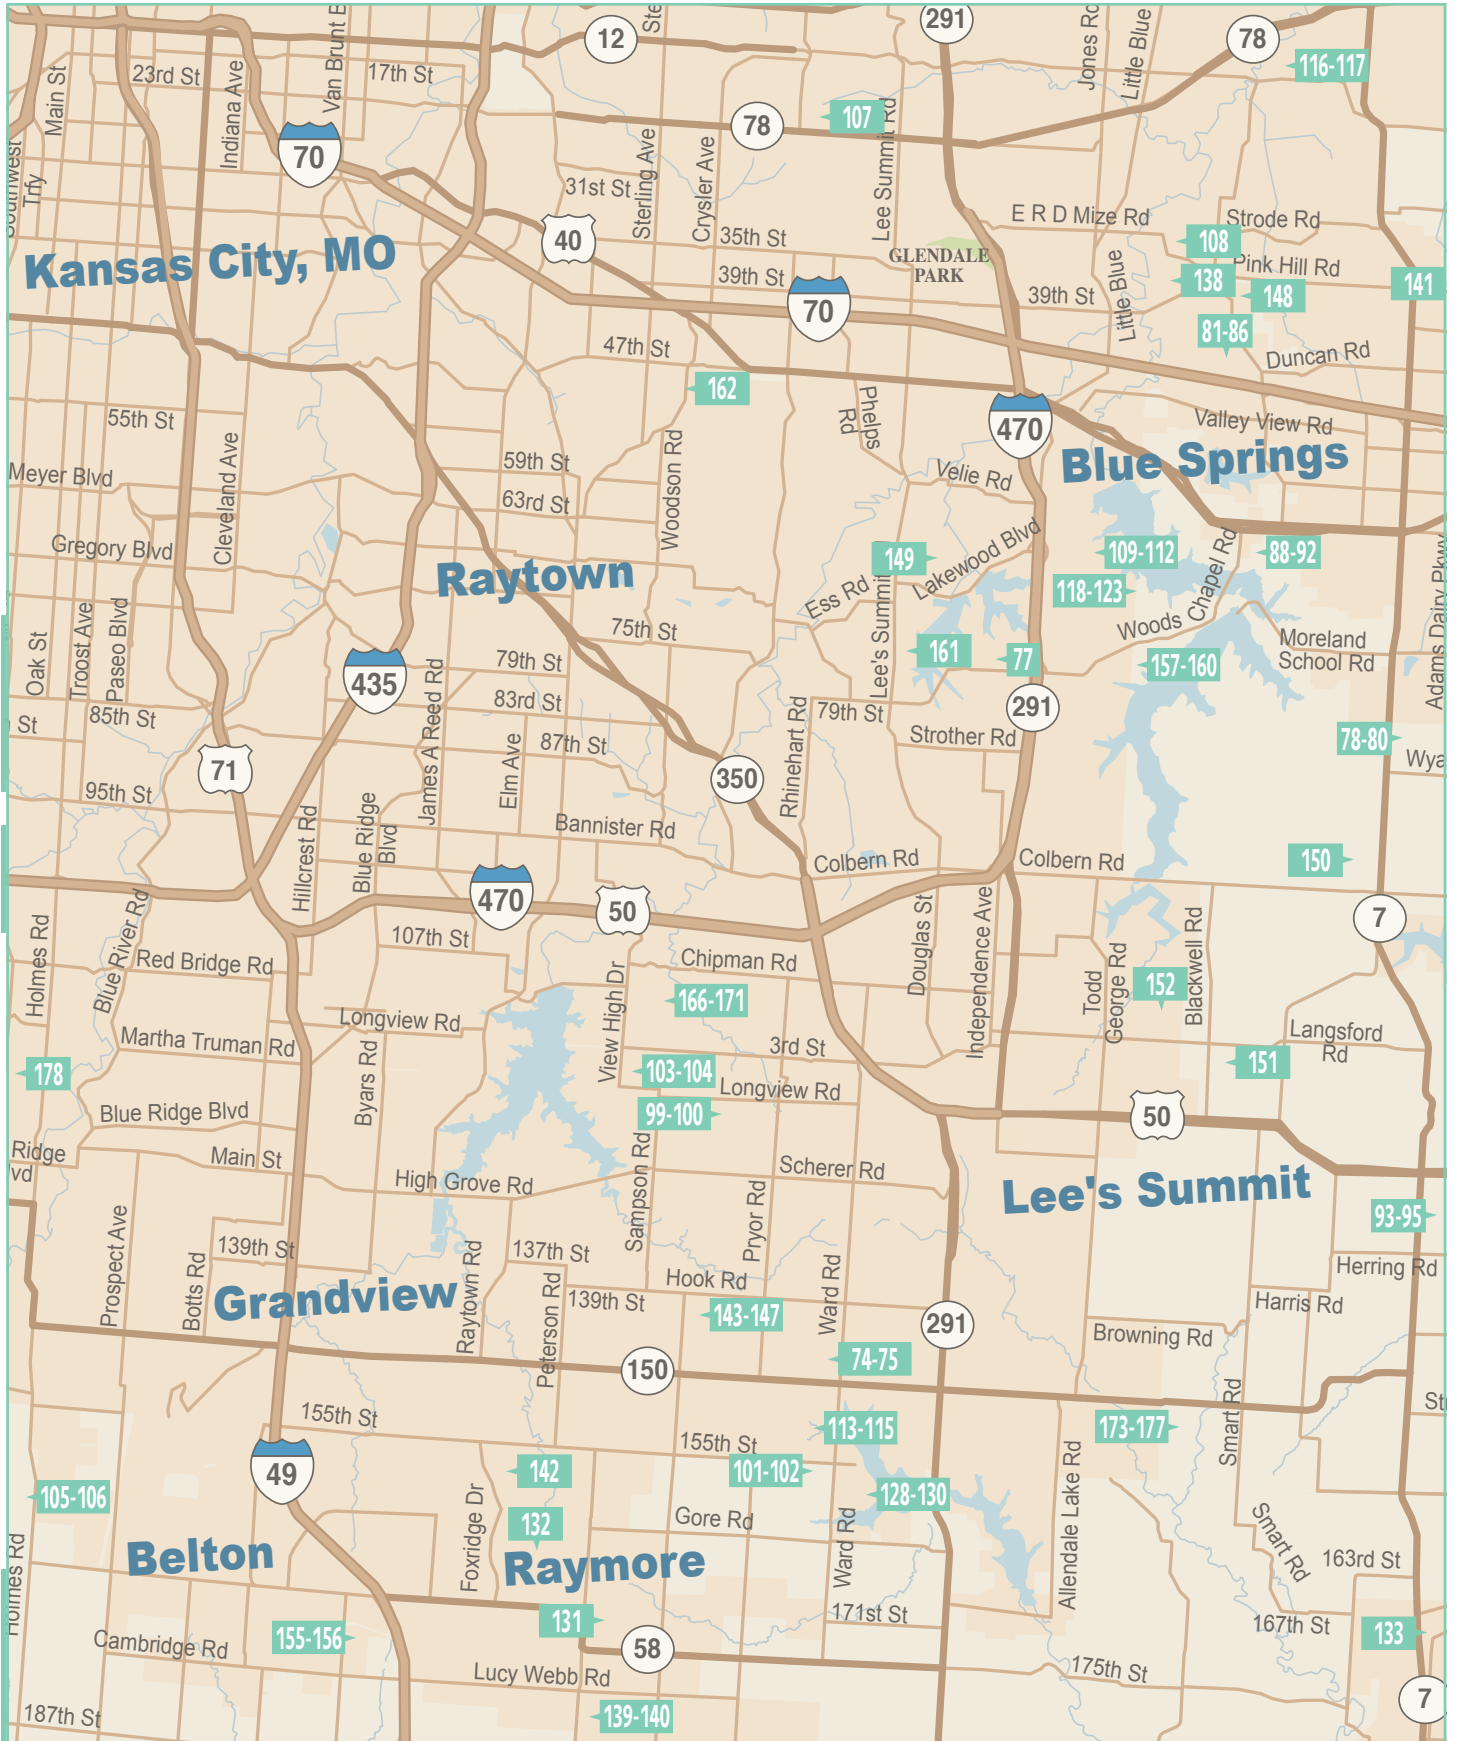 12
Ste
291
Jones Rd
Little Blue
78
116-117
Main St
23rd St
Indiana Ave
Van Brunt B
17th St
70
78
107
Lee Summit Rd
Southwest
Trfy
31st St
Sterling Ave
Crysler Ave
35th St
E R D Mize Rd
Strode Rd
108
Kansas City, MO
40
39th St
GLENDALE
PARK
Pink Hill Rd
138
148
141
39th St
Little Blue
70
81-86
47th St
Duncan Rd
162
Phelps
Rd
470
Valley View Rd
55th St
Cleveland Ave
Blue Springs
Meyer Blvd
59th St
Velie Rd
63rd St
Woodson Rd
Gregory Blvd
149
Lakewood Blvd
109-112
Chapel Rd
88-92
Adams Dairy Pkwy
Raytown
118-123
Ess Rd
Lee's Summit
Woods
Oak St
Troost Ave
Paseo Blvd
75th St
Moreland
School Rd
161
77
157-160
79th St
435
James A Reed Rd
83rd St
85th St
St
79th St
291
Rhinehart Rd
Strother Rd
87th St
Elm Ave
78-80
Wya
71
350
95th St
Hillcrest Rd
Blue Ridge
Blvd
Bannister Rd
Colbern Rd
Colbern Rd
150
470
50
Holmes Rd
Blue River Rd
Douglas St
Independence Ave
7
107th St
Red Bridge Rd
View High Dr
Chipman Rd
Todd
George Rd
Blackwell Rd
152
166-171
Longview Rd
Martha Truman Rd
Byars Rd
3rd St
Langsford
Rd
178
103-104
151
Longview Rd
99-100
Blue Ridge Blvd
50
Ridge
vd
Main St
High Grove Rd
Sampson Rd
Scherer Rd
Pryor Rd
Lee's Summit
93-95
Prospect Ave
Botts Rd
139th St
137th St
Raytown Rd
Peterson Rd
Hook Rd
Ward Rd
Herring Rd
Grandview
139th St
143-147
Harris Rd
291
Browning Rd
150
74-75
Smart Rd
155th St
113-115
173-177
St
155th St
Allendale Lake Rd
49
142
101-102
105-106
Foxridge Dr
128-130
132
Gore Rd
Ward Rd
Smart Rd
Belton
Raymore
163rd St
Holmes Rd
171st St
131
167th St
133
155-156
Cambridge Rd
58
175th St
Lucy Webb Rd
7
187th St
139-140